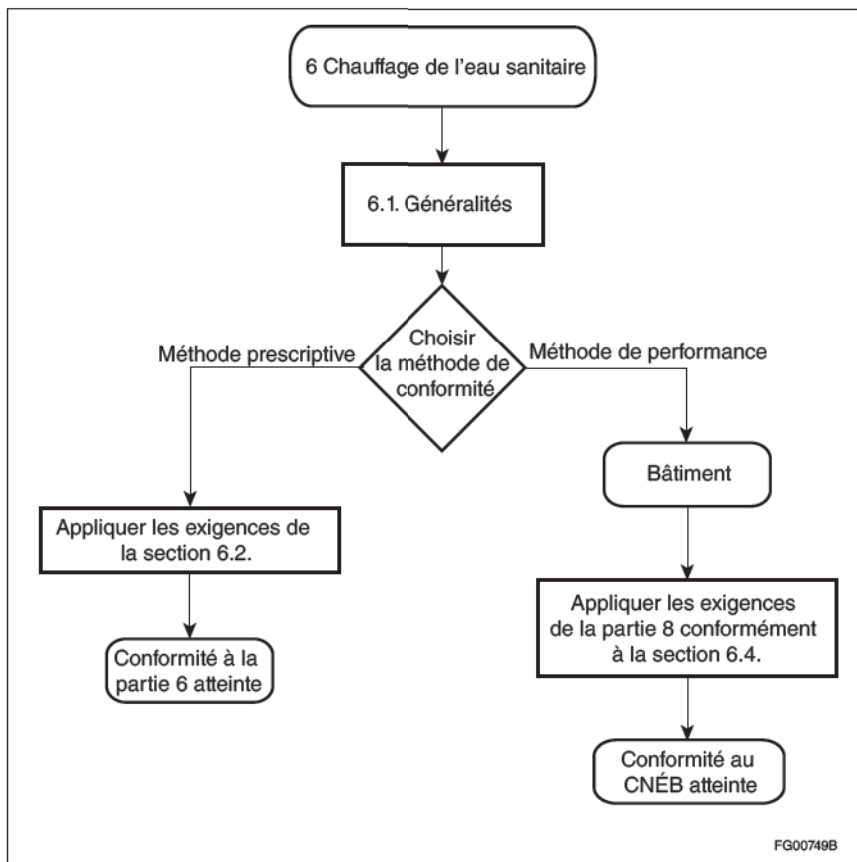 6 Chauffage de l'eau sanitaire
6.1. Généralités
Choisir
la méthode de
conformité
Méthode prescriptive
Méthode de performance
Bâtiment
Appliquer les exigences de
la section 6.2.
Appliquer les exigences
de la partie 8 conformément
à la section 6.4.
Conformité à la
partie 6 atteinte
Conformité au
CNÉB atteinte
FG00749B